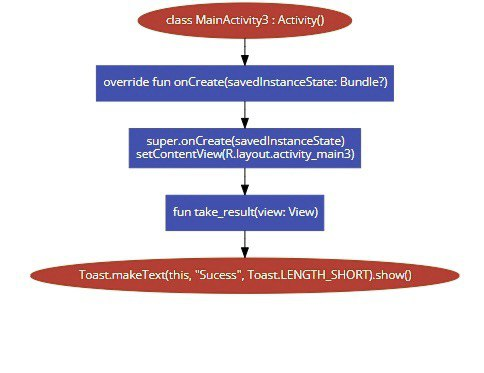 class MainActivity3 : Activity()
override fun onCreate(savedInstanceState: Bundle?)
super.onCreate(savedInstanceState)
setContentView(R.layout.activity_main3)
fun take_result(view: View)
Toast.makeText(this, "Sucess", Toast.LENGTH_SHORT).show()